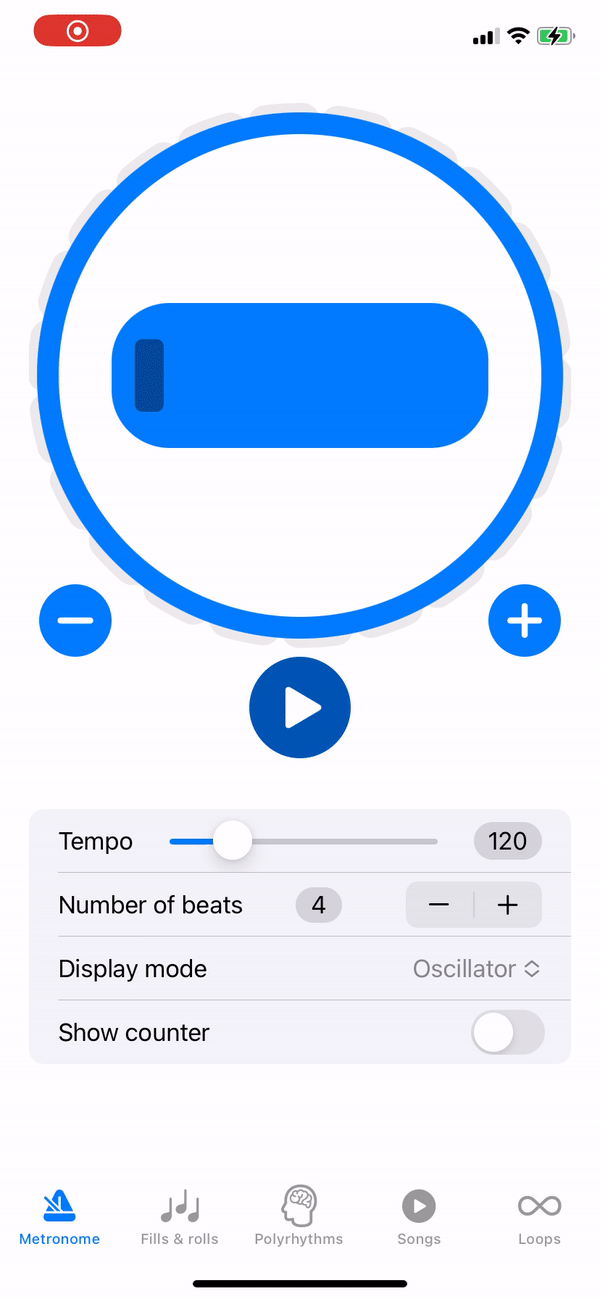 Tempo 120
Number of beats 4
Display mode Oscillator
Show counter
Metronome Fills & rolls Polyrhythms Songs Loops